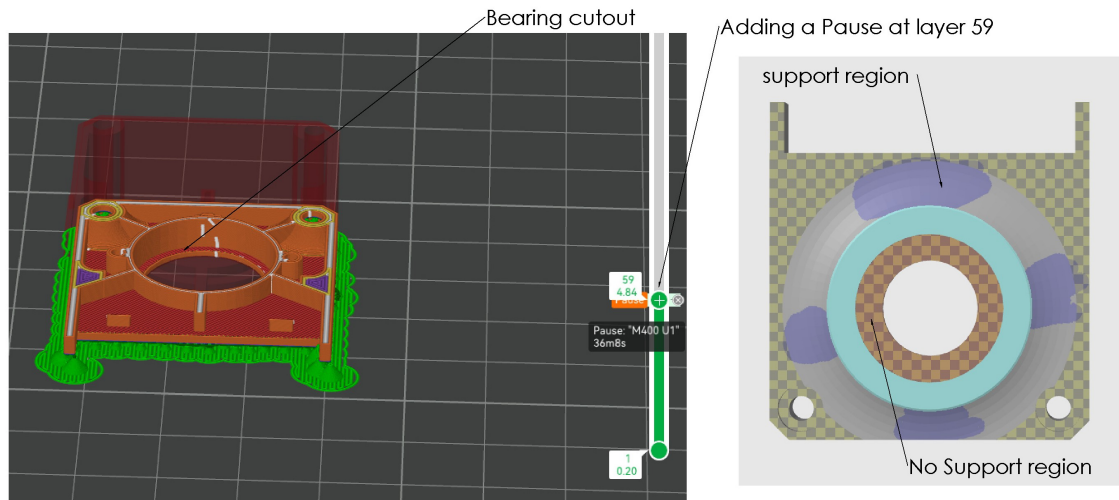 Bearing cutout
Adding a Pause at layer 59
support region
59
4.84
Pause
Pause: "M400 U1"
36m8s
1
0.20
No Support region